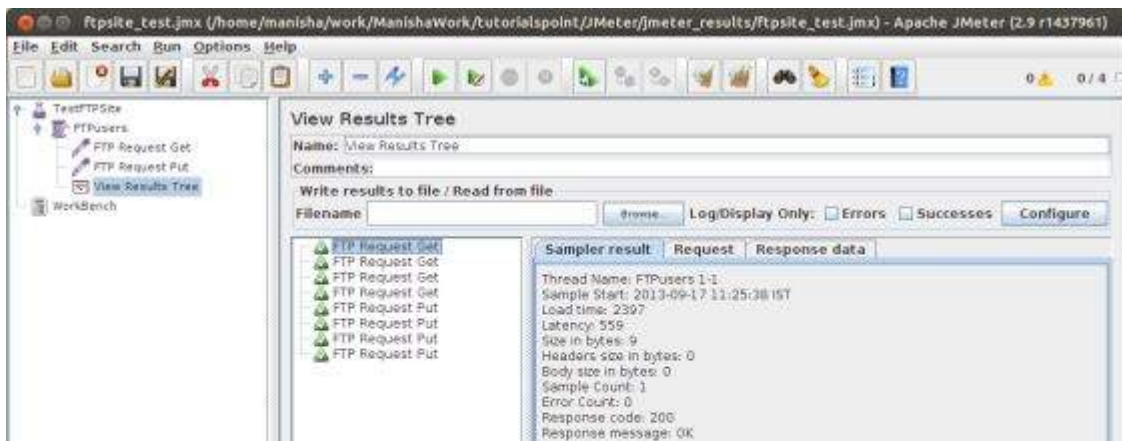 ftpsite_test.jmx (/home/manisha/work/ManishaWork/tutorialspoint/JMeter/jmeter_results/ftpsite_test.jmx) - Apache JMeter (2.9 r1437961)
File Edit Search Run Options Help
0 0 / 4
TestFTPSite
FTPusers
FTP Request Get
FTP Request Put
View Results Tree
WorkBench
View Results Tree
Name: View Results Tree
Comments:
Write results to file / Read from file
Filename Browse... Log/Display Only: Errors Successes Configure
FTP Request Get
FTP Request Get
FTP Request Get
FTP Request Get
FTP Request Put
FTP Request Put
FTP Request Put
FTP Request Put
Sampler result Request Response data
Thread Name: FTPusers 1-1
Sample Start: 2013-09-17 11:25:38 IST
Load time: 2397
Latency: 559
Size in bytes: 9
Headers size in bytes: 0
Body size in bytes: 0
Sample Count: 1
Error Count: 0
Response code: 200
Response message: OK